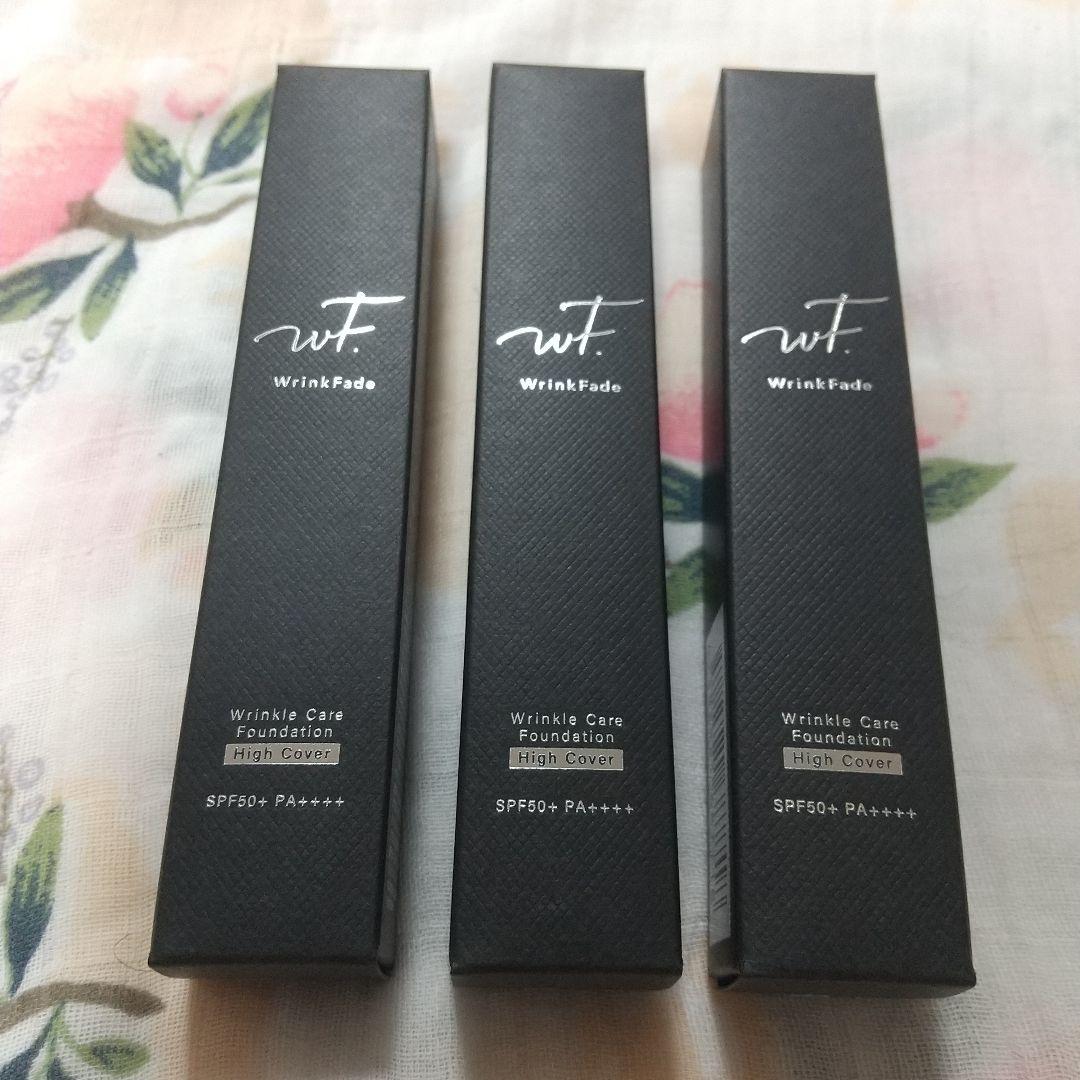 wF.
WrinkFade
Wrinkle Care
Foundation
High Cover
SPF50+ PA++++
wF.
WrinkFade
Wrinkle Care
Foundation
High Cover
SPF50+ PA++++
wF.
WrinkFade
Wrinkle Care
Foundation
High Cover
SPF50+ PA++++